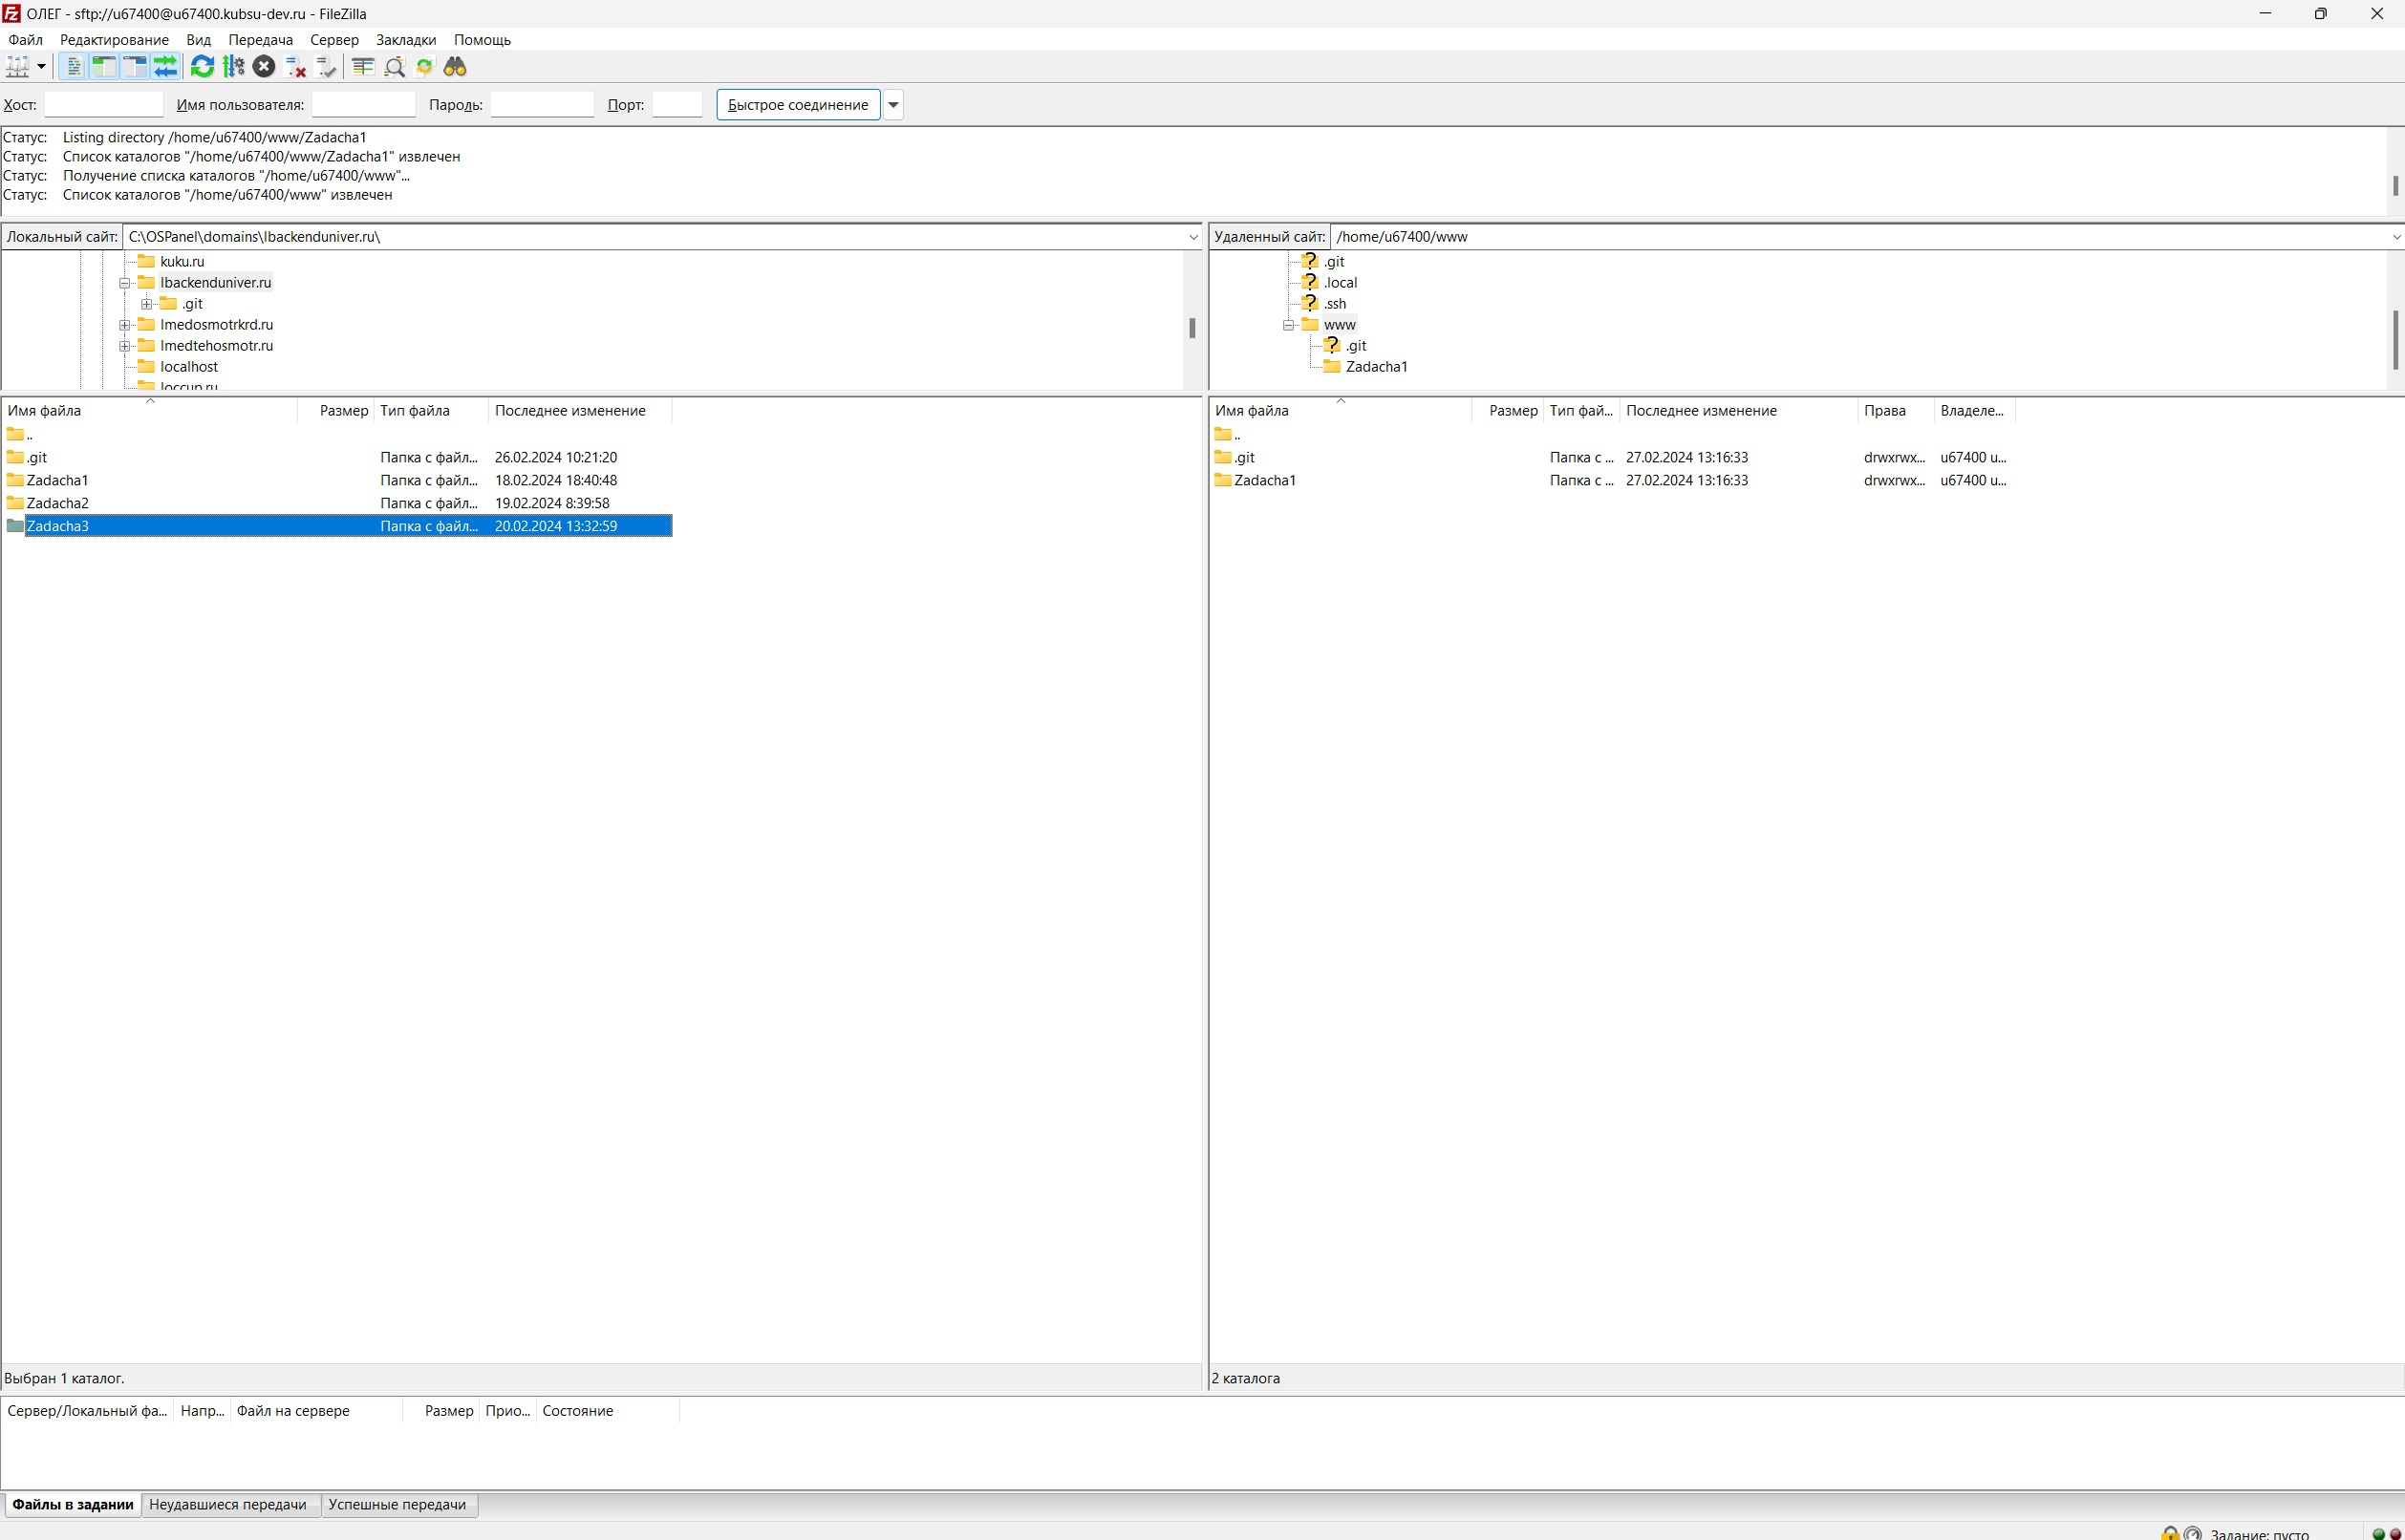 ОЛЕГ - sftp://u67400@u67400.kubsu-dev.ru - FileZilla
Файл Редактирование Вид Передача Сервер Закладки Помощь
Хост: Имя пользователя: Пароль: Порт: Быстрое соединение
Статус: Listing directory /home/u67400/www/Zadacha1
Статус: Список каталогов "/home/u67400/www/Zadacha1" извлечен
Статус: Получение списка каталогов "/home/u67400/www"...
Статус: Список каталогов "/home/u67400/www" извлечен
Локальный сайт: C:\OSPanel\domains\lbackenduniver.ru\
kuku.ru
lbackenduniver.ru
.git
lmedosmotrkrd.ru
lmedtehosmotr.ru
localhost
loccup.ru
Удаленный сайт: /home/u67400/www
.git
.local
.ssh
www
.git
Zadacha1
Имя файла Размер Тип файла Последнее изменение
..
.git Папка с файл... 26.02.2024 10:21:20
Zadacha1 Папка с файл... 18.02.2024 18:40:48
Zadacha2 Папка с файл... 19.02.2024 8:39:58
Zadacha3 Папка с файл... 20.02.2024 13:32:59
Выбран 1 каталог.
Имя файла Размер Тип фай... Последнее изменение Права Владеле...
..
.git Папка с ... 27.02.2024 13:16:33 drwxrwx... u67400 u...
Zadacha1 Папка с ... 27.02.2024 13:16:33 drwxrwx... u67400 u...
2 каталога
Сервер/Локальный фа... Напр... Файл на сервере Размер Прио... Состояние
Файлы в задании Неудавшиеся передачи Успешные передачи
Задание: пусто